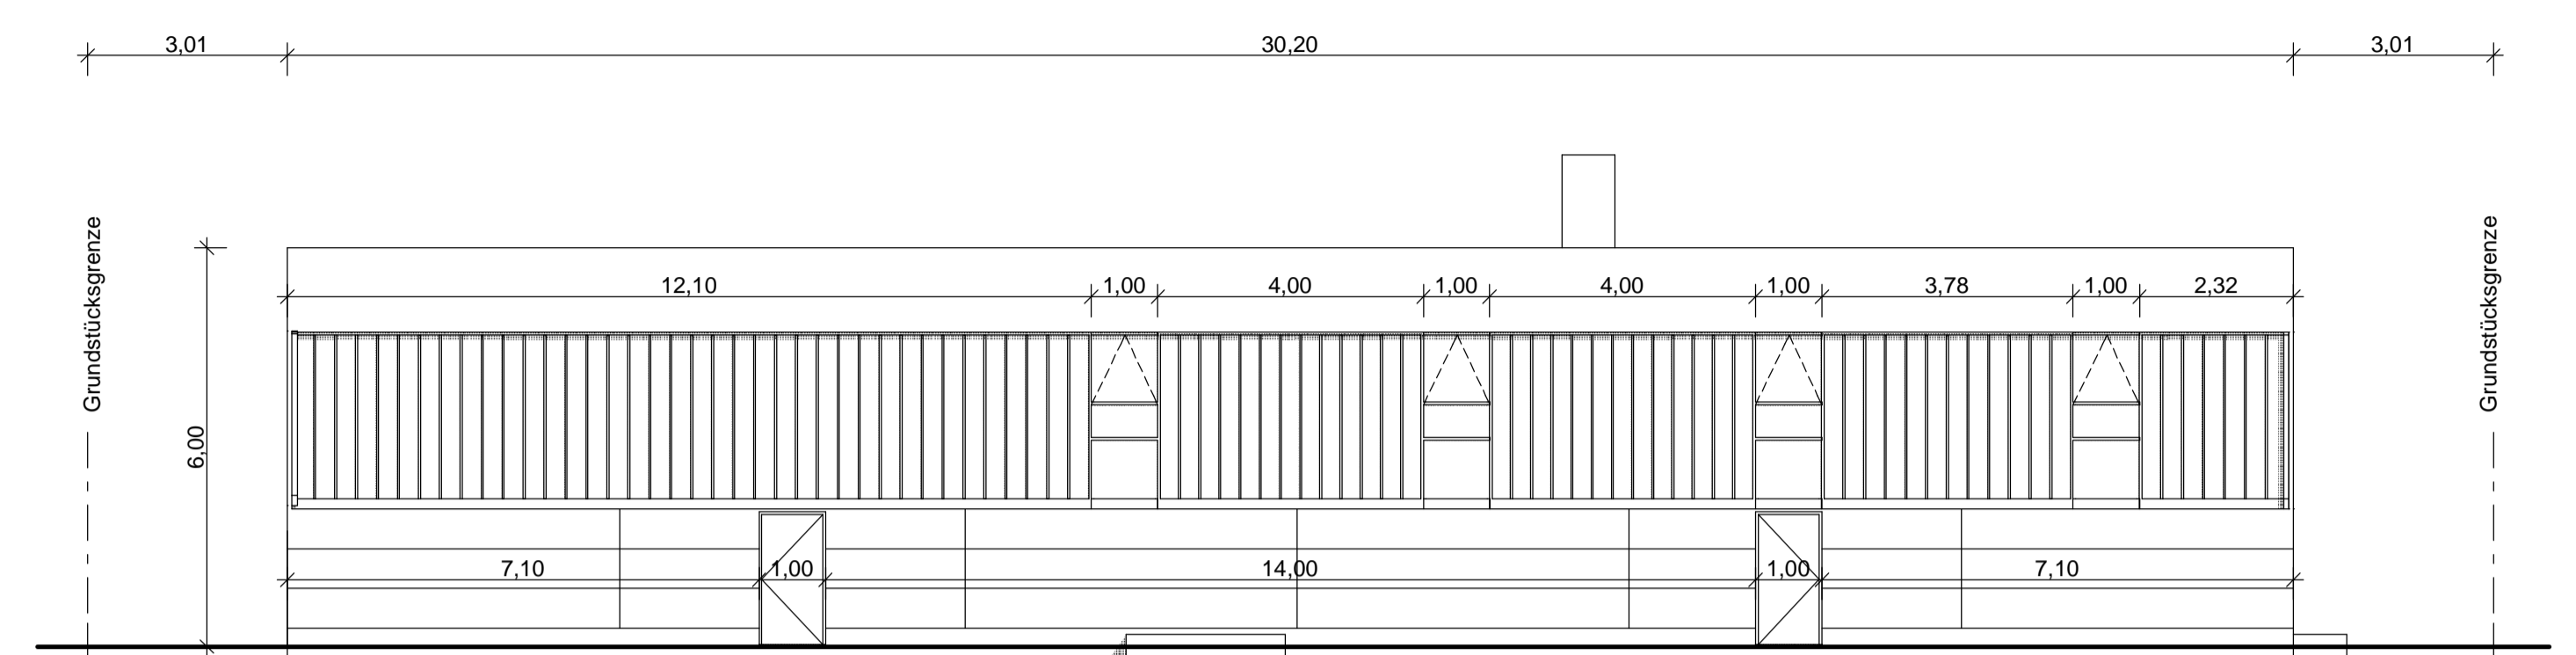 3,01 30,20 3,01
Grundstücksgrenze
Grundstücksgrenze
12,10 1,00 4,00 1,00 4,00 1,00 3,78 1,00 2,32
6,00
7,10 1,00 14,00 1,00 7,10